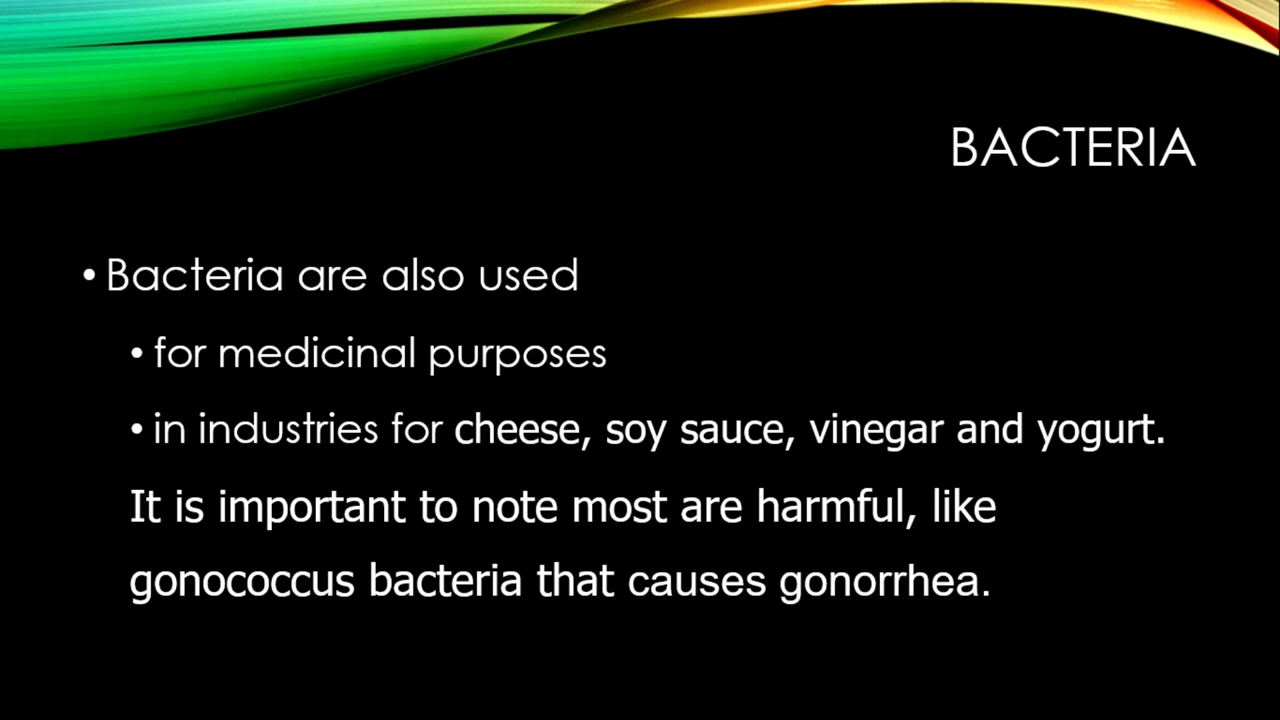 BACTERIA
• Bacteria are also used
• for medicinal purposes
• in industries for cheese, soy sauce, vinegar and yogurt.
It is important to note most are harmful, like
gonococcus bacteria that causes gonorrhea.